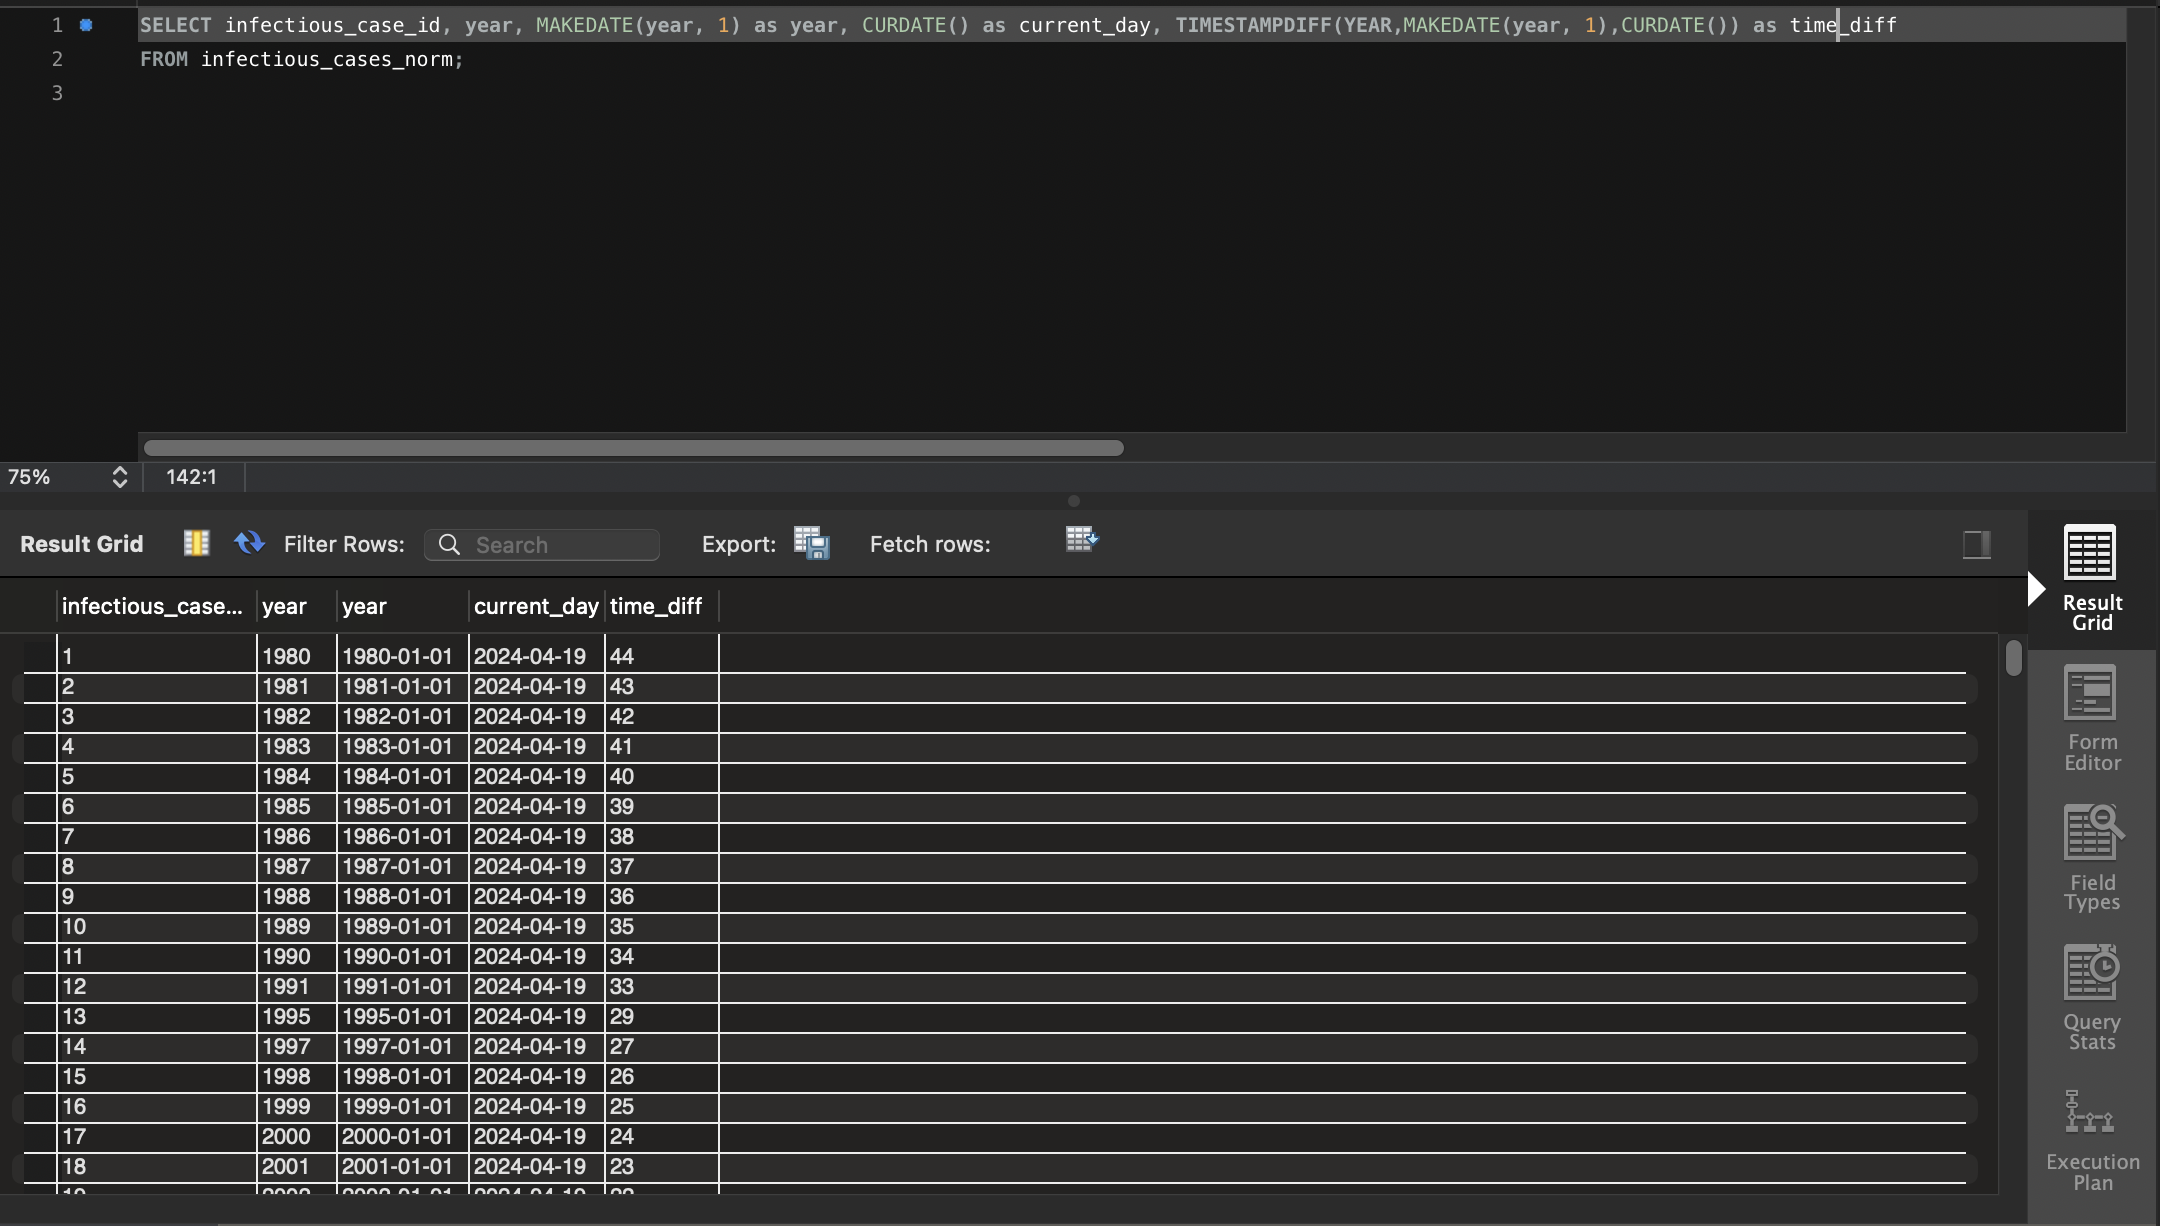 1 SELECT infectious_case_id, year, MAKEDATE(year, 1) as year, CURDATE() as current_day, TIMESTAMPDIFF(YEAR,MAKEDATE(year, 1),CURDATE()) as time_diff
2 FROM infectious_cases_norm;
3
75% 142:1
Result Grid Filter Rows: Search Export: Fetch rows:
infectious_case... year year current_day time_diff
1 1980 1980-01-01 2024-04-19 44
2 1981 1981-01-01 2024-04-19 43
3 1982 1982-01-01 2024-04-19 42
4 1983 1983-01-01 2024-04-19 41
5 1984 1984-01-01 2024-04-19 40
6 1985 1985-01-01 2024-04-19 39
7 1986 1986-01-01 2024-04-19 38
8 1987 1987-01-01 2024-04-19 37
9 1988 1988-01-01 2024-04-19 36
10 1989 1989-01-01 2024-04-19 35
11 1990 1990-01-01 2024-04-19 34
12 1991 1991-01-01 2024-04-19 33
13 1995 1995-01-01 2024-04-19 29
14 1997 1997-01-01 2024-04-19 27
15 1998 1998-01-01 2024-04-19 26
16 1999 1999-01-01 2024-04-19 25
17 2000 2000-01-01 2024-04-19 24
18 2001 2001-01-01 2024-04-19 23
Result
Grid
Form
Editor
Field
Types
Query
Stats
Execution
Plan